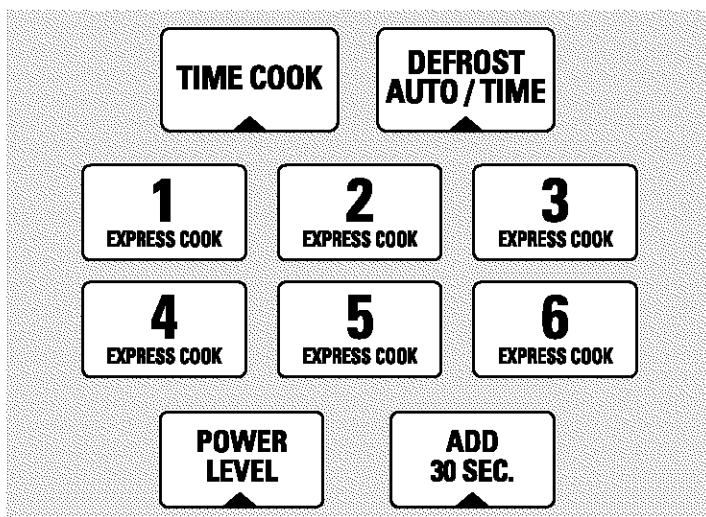 TIME COOK
DEFROST
AUTO / TIME
1
EXPRESS COOK
2
EXPRESS COOK
3
EXPRESS COOK
4
EXPRESS COOK
5
EXPRESS COOK
6
EXPRESS COOK
POWER
LEVEL
ADD
30 SEC.